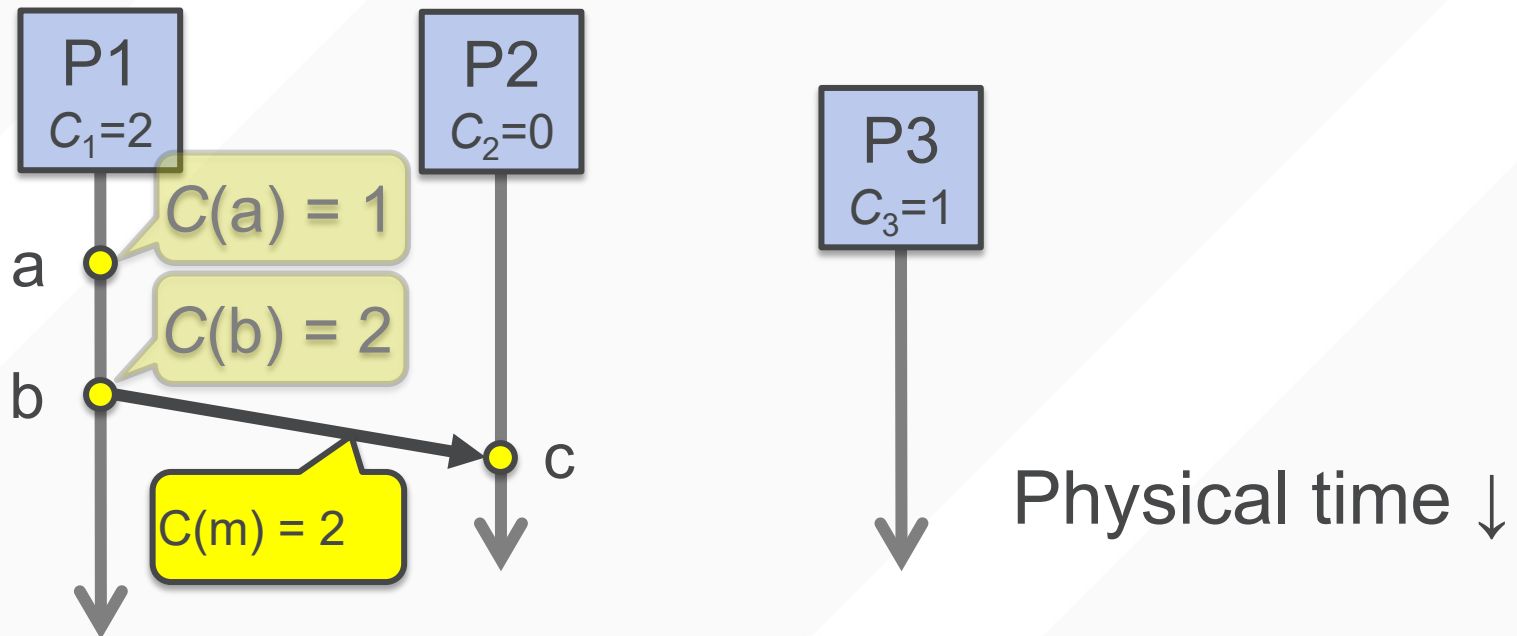 P1
C₁=2
P2
C₂=0
P3
C₃=1
a
C(a) = 1
C(b) = 2
b
c
C(m) = 2
Physical time ↓